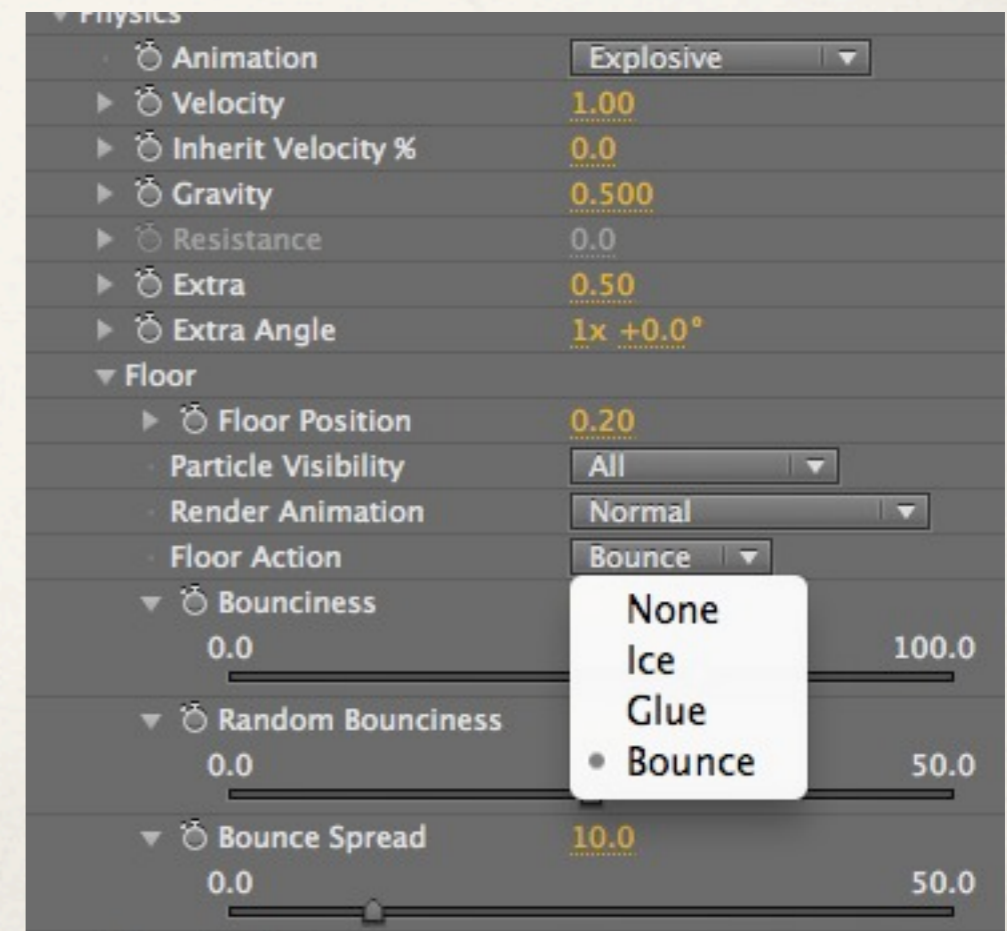 Physics
Animation Explosive
Velocity 1.00
Inherit Velocity % 0.0
Gravity 0.500
Resistance 0.0
Extra 0.50
Extra Angle 1x +0.0°
Floor
Floor Position 0.20
Particle Visibility All
Render Animation Normal
Floor Action Bounce
Bounciness None
0.0 Ice 100.0
Random Bounciness Glue
0.0 Bounce 50.0
Bounce Spread 10.0
0.0 50.0